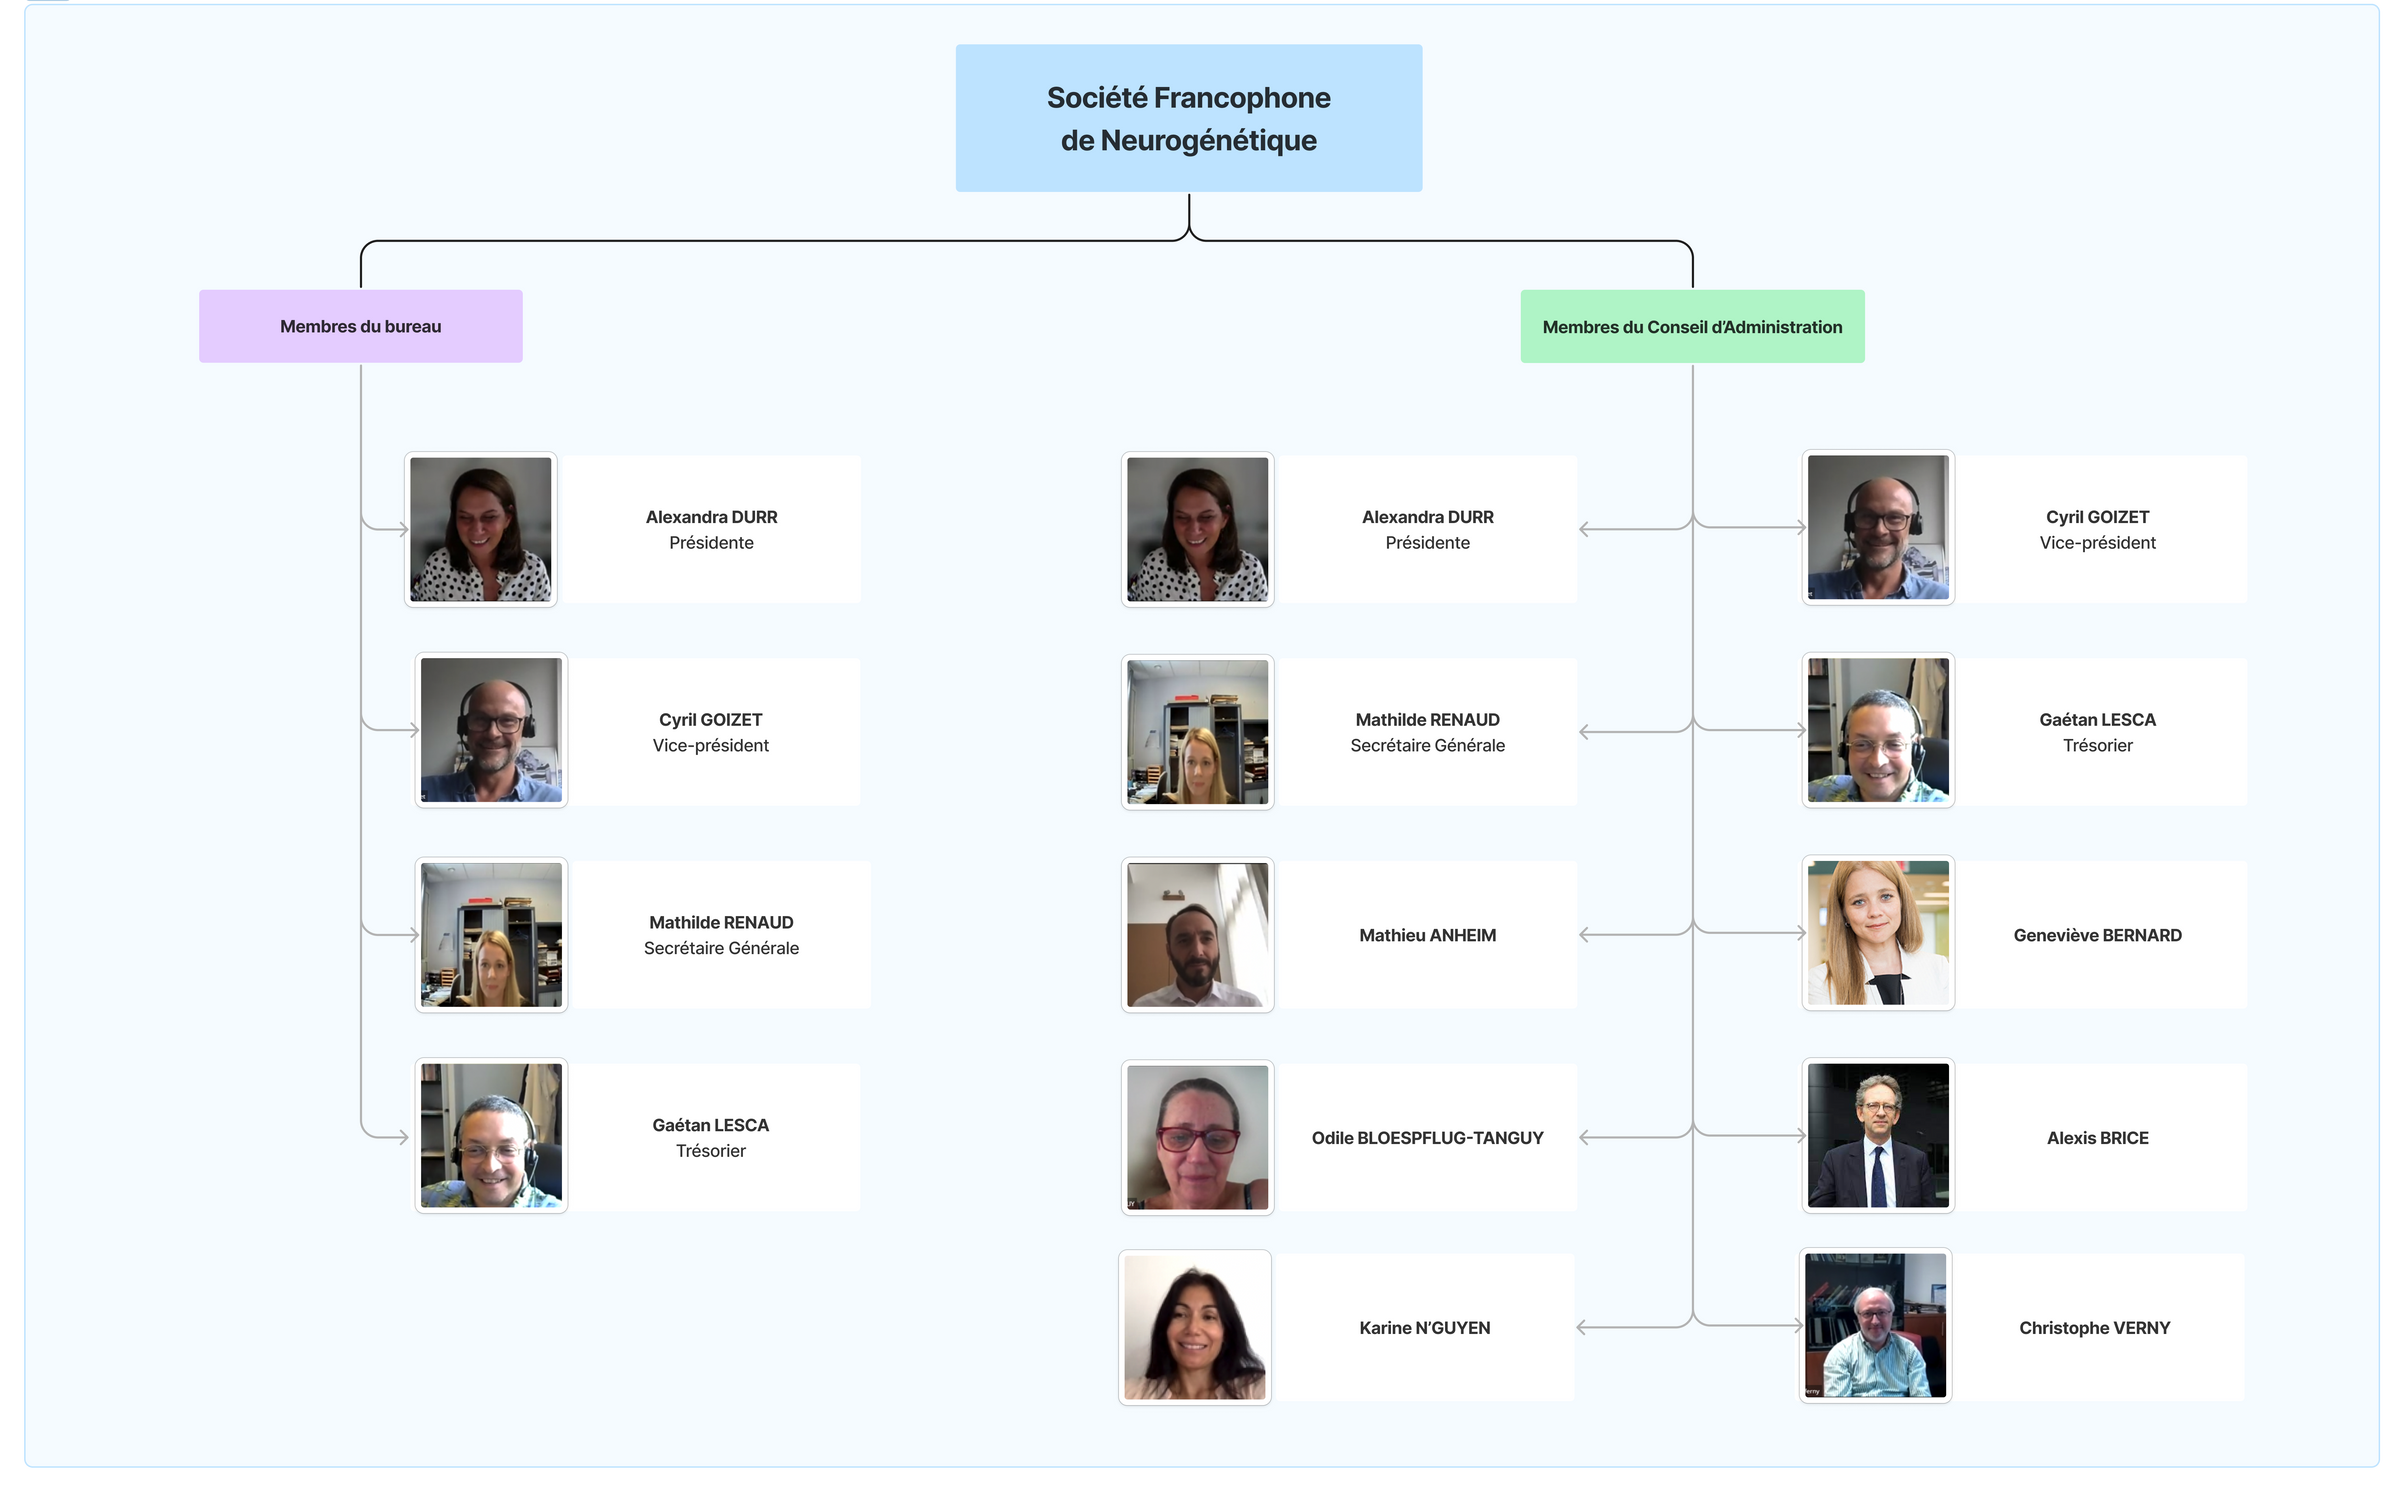 Société Francophone
de Neurogénétique
Membres du bureau
Membres du Conseil d'Administration
Alexandra DURR
Présidente
Alexandra DURR
Présidente
Cyril GOIZET
Vice-président
Cyril GOIZET
Vice-président
Mathilde RENAUD
Secrétaire Générale
Gaétan LESCA
Trésorier
Mathilde RENAUD
Secrétaire Générale
Mathieu ANHEIM
Geneviève BERNARD
Gaétan LESCA
Trésorier
Odile BLOESPFLUG-TANGUY
Alexis BRICE
Karine N'GUYEN
Christophe VERNY